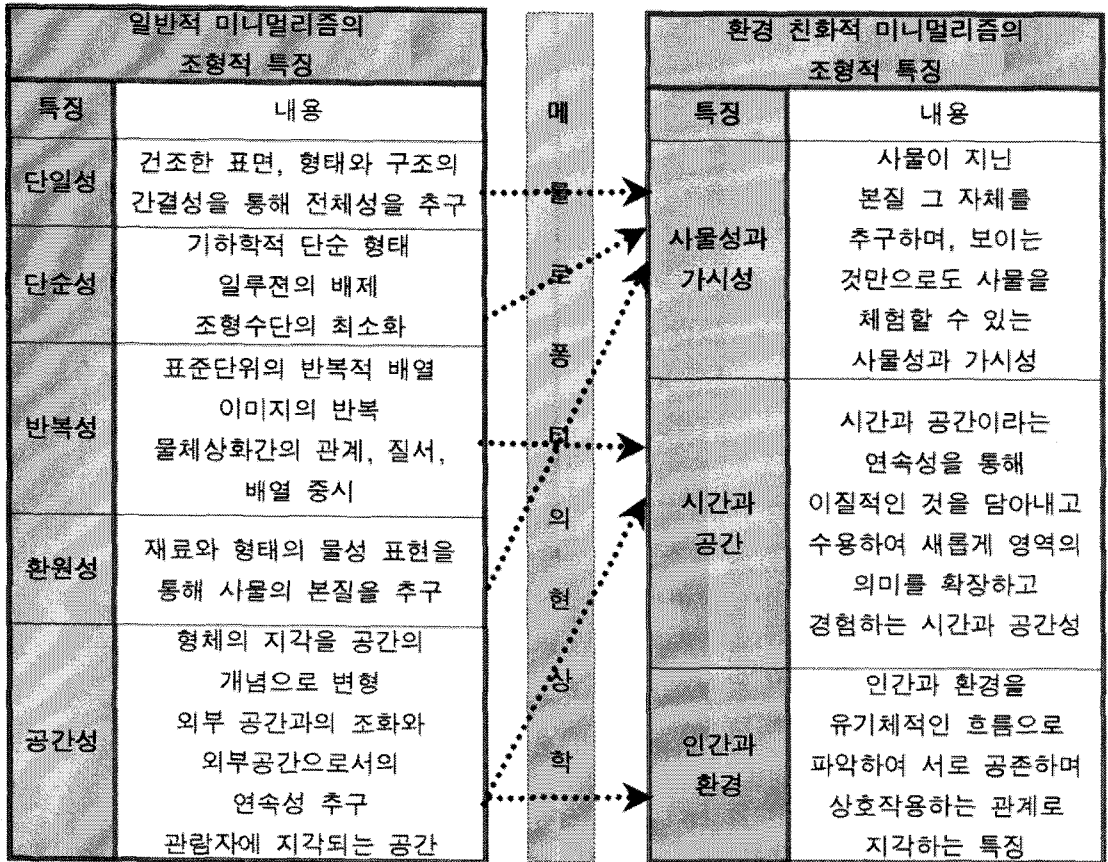 일반적 미니멀리즘의
조형적 특징
특징 내용
단일성
건조한 표면, 형태와 구조의
간결성을 통해 전체성을 추구
단순성
기하학적 단순 형태
일루젼의 배제
조형수단의 최소화
반복성
표준단위의 반복적 배열
이미지의 반복
물체상화간의 관계, 질서,
배열 중시
환원성
재료와 형태의 물성 표현을
통해 사물의 본질을 추구
공간성
형체의 지각을 공간의
개념으로 변형
외부 공간과의 조화와
외부공간으로서의
연속성 추구
관람자에 지각되는 공간
메
를
로
퐁
티
의
현
상
학
환경 친화적 미니멀리즘의
조형적 특징
특징 내용
사물성과
가시성
사물이 지닌
본질 그 자체를
추구하며, 보이는
것만으로도 사물을
체험할 수 있는
사물성과 가시성
시간과
공간
시간과 공간이라는
연속성을 통해
이질적인 것을 담아내고
수용하여 새롭게 영역의
의미를 확장하고
경험하는 시간과 공간성
인간과
환경
인간과 환경을
유기체적인 흐름으로
파악하여 서로 공존하며
상호작용하는 관계로
지각하는 특징